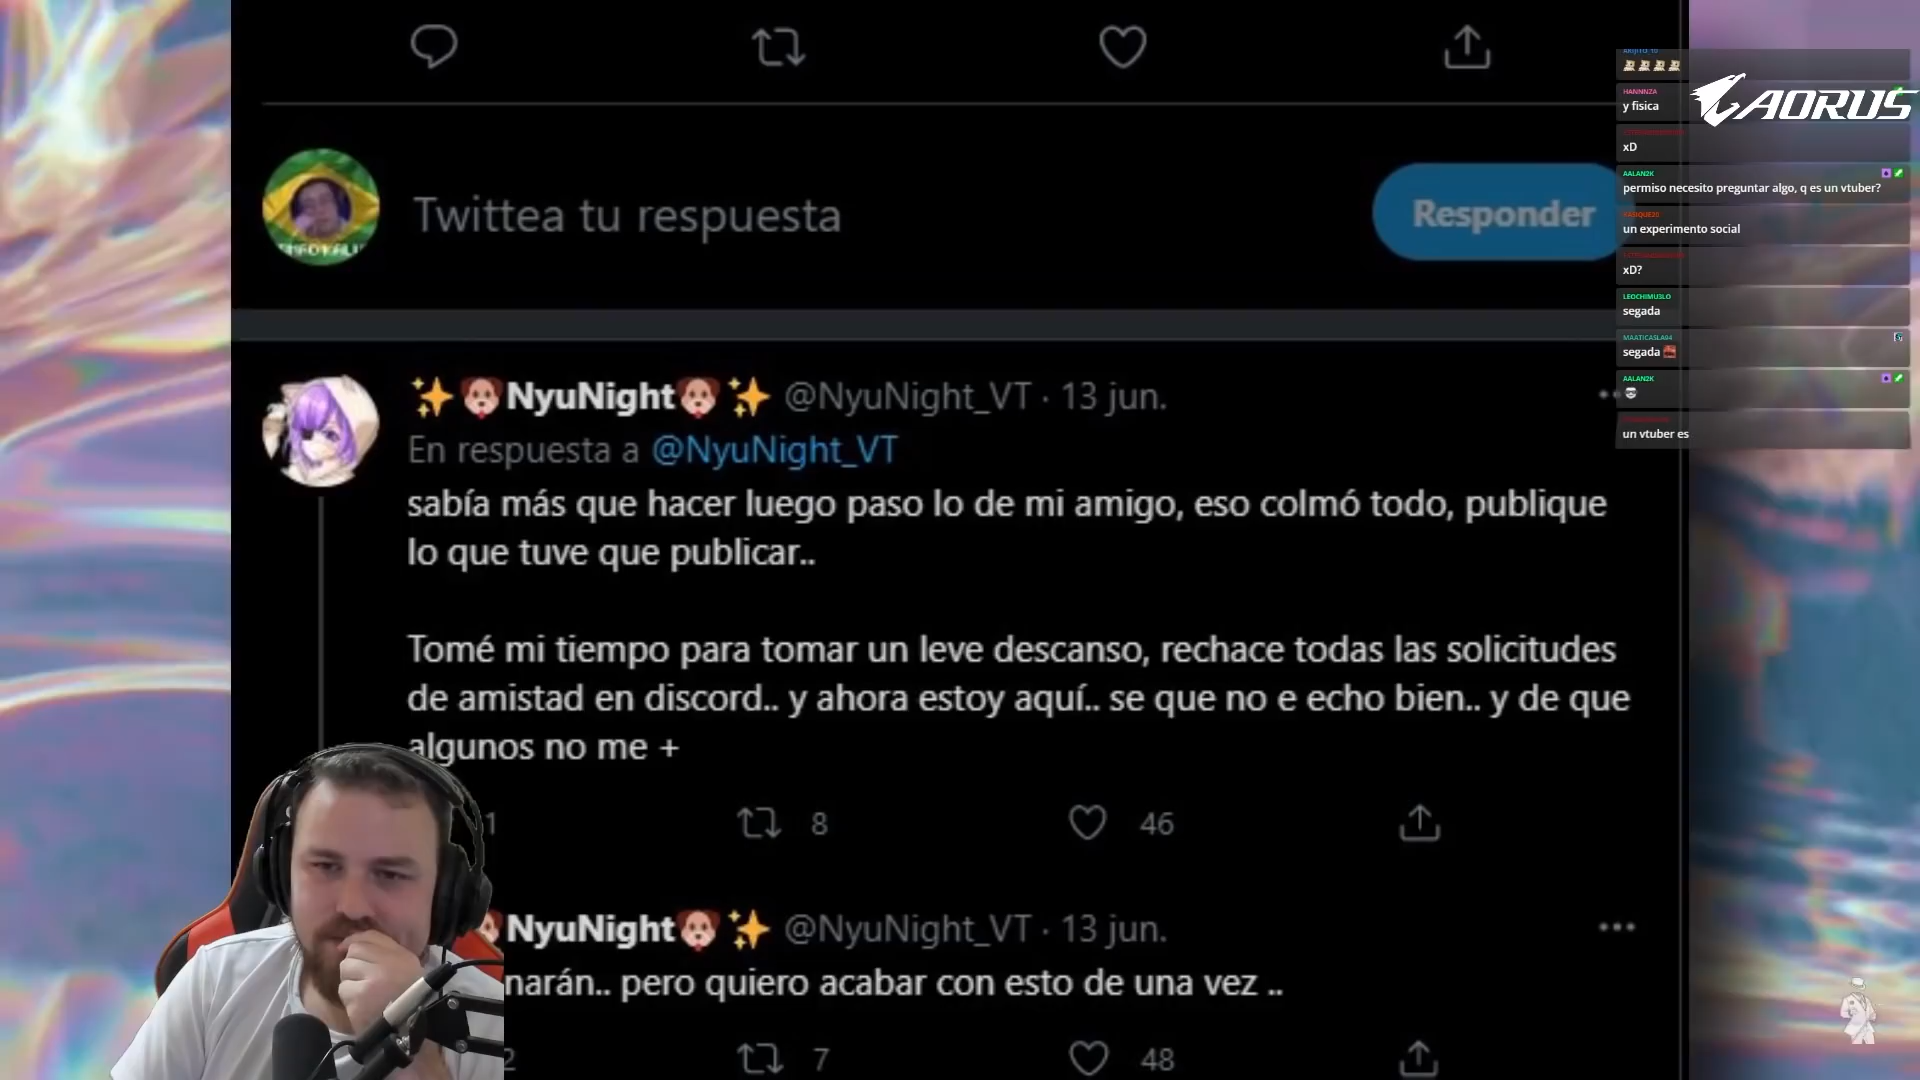 y fisica
AORUS
HANNNZA
xD
AALAN2K
permiso necesito preguntar algo, q es un vtuber?
un experimento social
xD?
LEOCHIMU3LO
segada
MAATICASLA94
segada
AALAN2K
un vtuber es
Twittea tu respuesta
Responder
NyuNight @NyuNight_VT · 13 jun.
En respuesta a @NyuNight_VT
sabía más que hacer luego paso lo de mi amigo, eso colmó todo, publique
lo que tuve que publicar..
Tomé mi tiempo para tomar un leve descanso, rechace todas las solicitudes
de amistad en discord.. y ahora estoy aquí.. se que no e echo bien.. y de que
algunos no me +
1 8 46
NyuNight @NyuNight_VT · 13 jun.
narán.. pero quiero acabar con esto de una vez ..
2 7 48